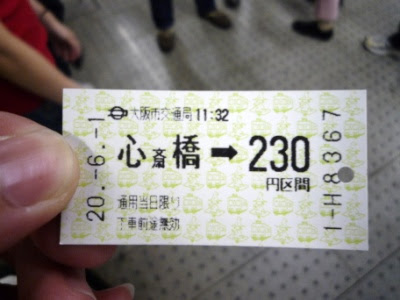 大阪市交通局 11:32
心斎橋➡230
円区間
通用当日限り
下車前途無効
20.-6.-1
1-H8367